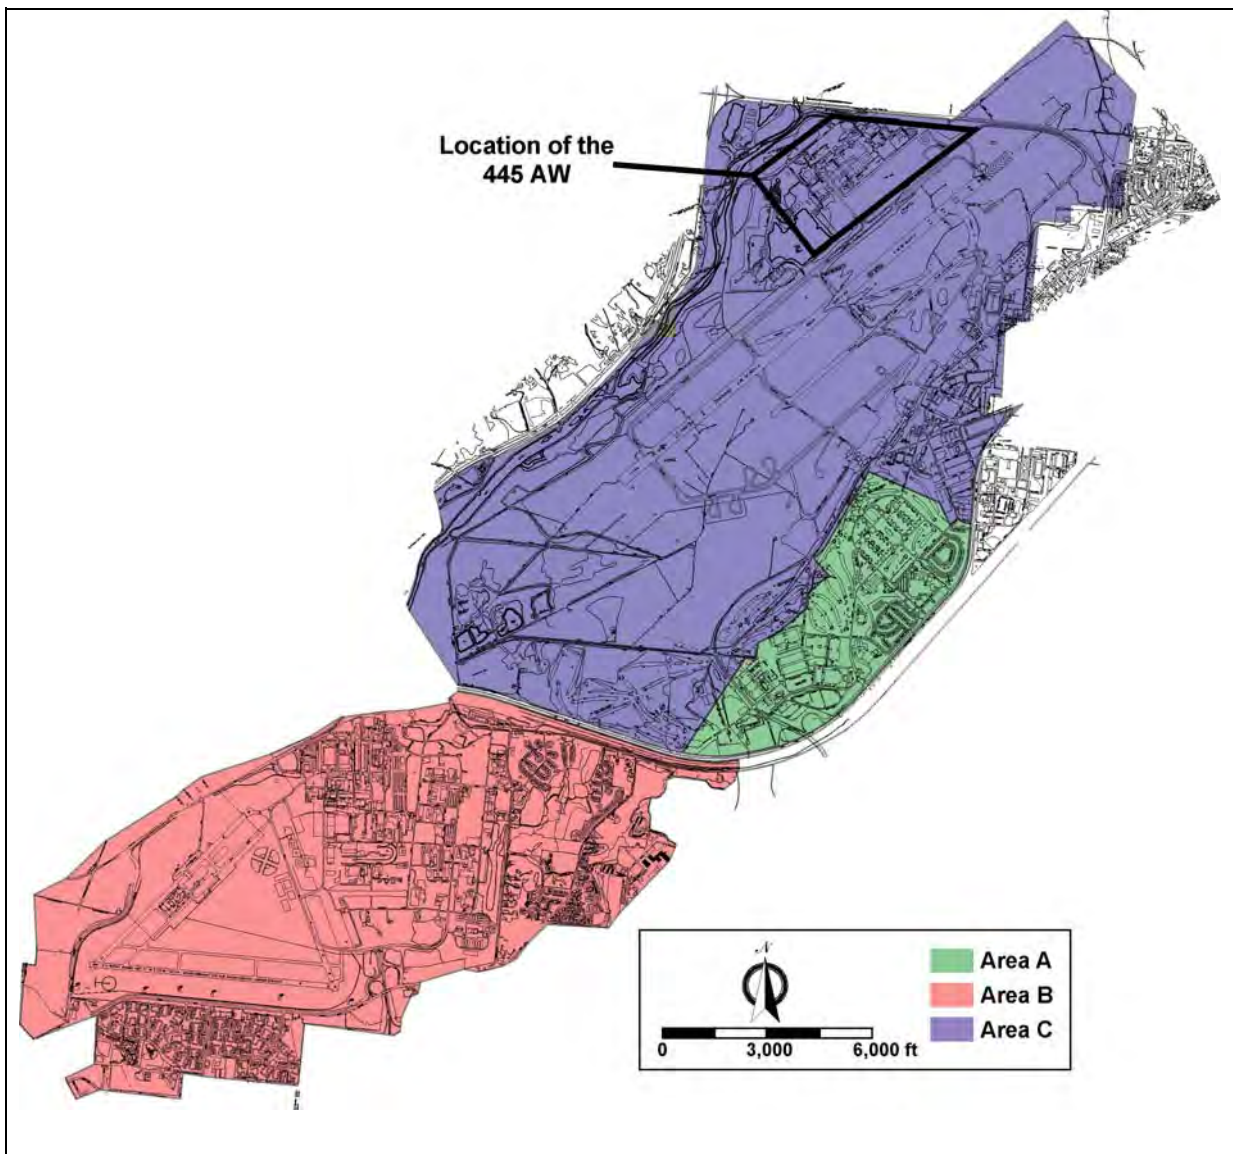 Location of the
445 AW
N
Area A
Area B
Area C
0 3,000 6,000 ft